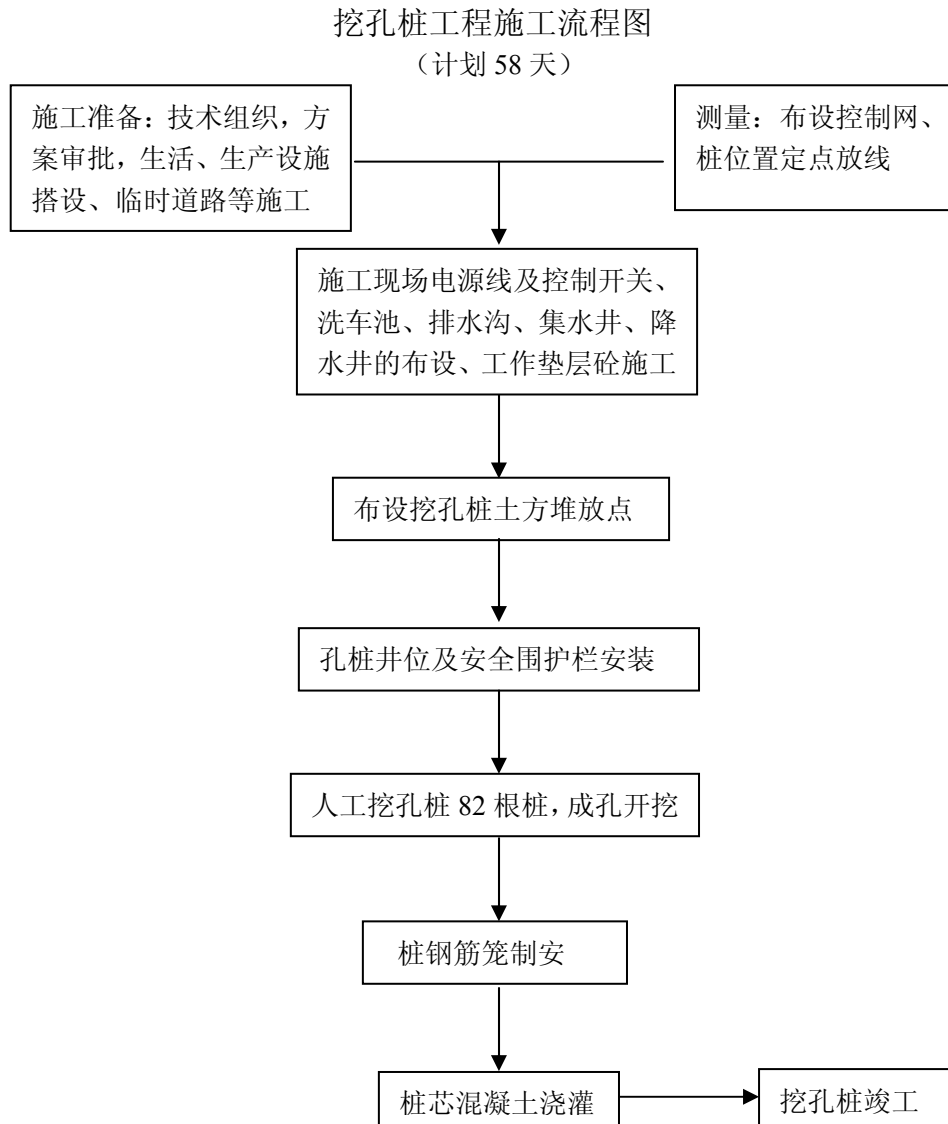 挖孔桩工程施工流程图
（计划 58 天）
施工准备：技术组织，方
案审批，生活、生产设施
搭设、临时道路等施工
测量：布设控制网、
桩位置定点放线
施工现场电源线及控制开关、
洗车池、排水沟、集水井、降
水井的布设、工作垫层砼施工
布设挖孔桩土方堆放点
孔桩井位及安全围护栏安装
人工挖孔桩 82 根桩，成孔开挖
桩钢筋笼制安
桩芯混凝土浇灌
挖孔桩竣工